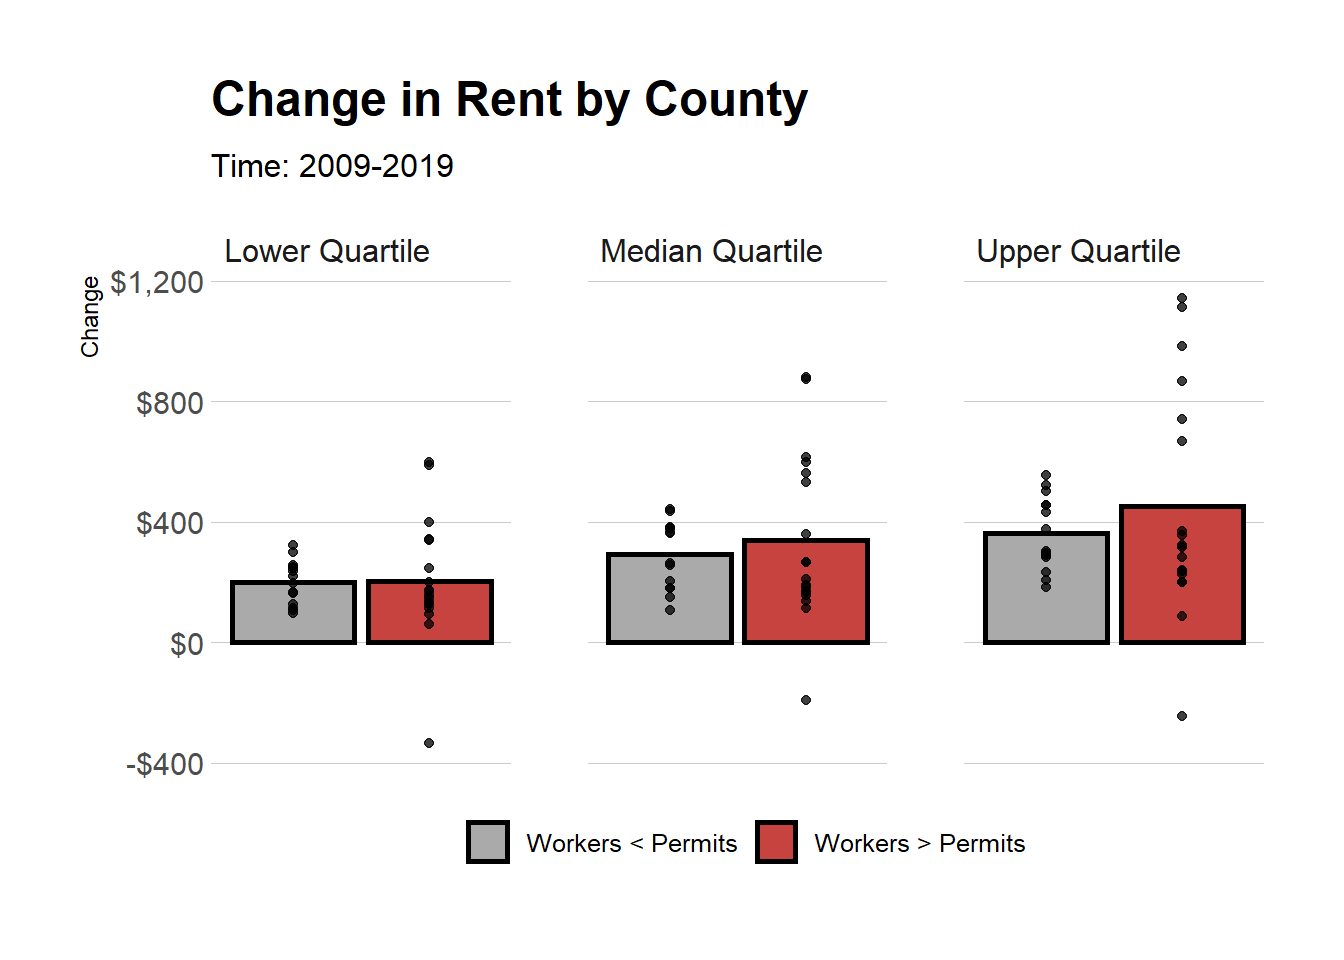 Change in Rent by County
Time: 2009-2019
Lower Quartile
Median Quartile
Upper Quartile
Change
$1,200
$800
$400
$0
-$400
Workers < Permits
Workers > Permits